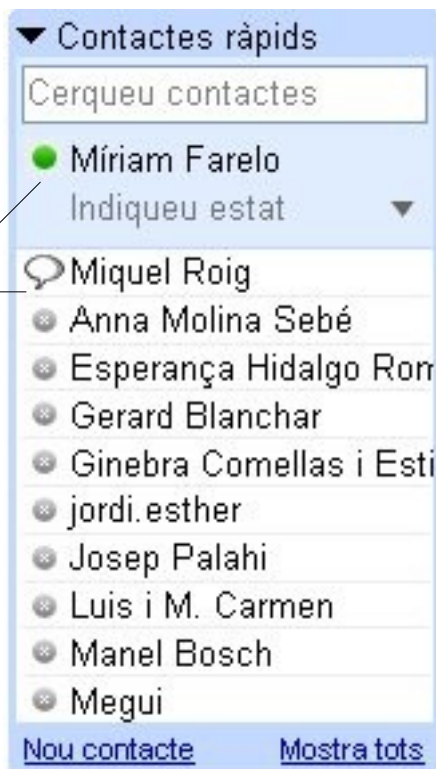 Contactes ràpids
Cerqueu contactes
Míriam Farelo
Indiqueu estat
Miquel Roig
Anna Molina Sebé
Esperança Hidalgo Rom
Gerard Blanchar
Ginebra Comellas i Esti
jordi.esther
Josep Palahi
Luis i M. Carmen
Manel Bosch
Megui
Nou contacte Mostra tots